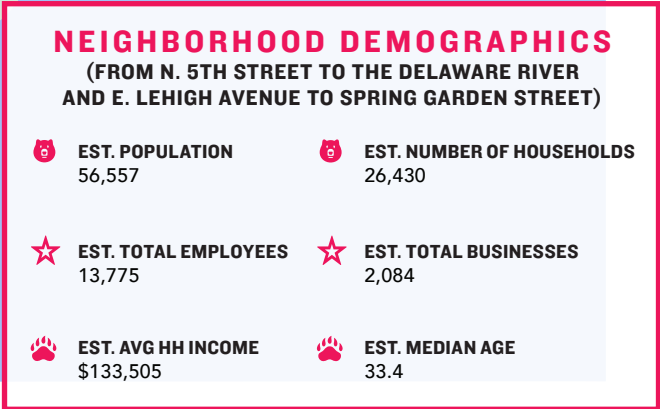 NEIGHBORHOOD DEMOGRAPHICS
(FROM N. 5TH STREET TO THE DELAWARE RIVER
AND E. LEHIGH AVENUE TO SPRING GARDEN STREET)
EST. POPULATION
56,557
EST. NUMBER OF HOUSEHOLDS
26,430
EST. TOTAL EMPLOYEES
13,775
EST. TOTAL BUSINESSES
2,084
EST. AVG HH INCOME
$133,505
EST. MEDIAN AGE
33.4